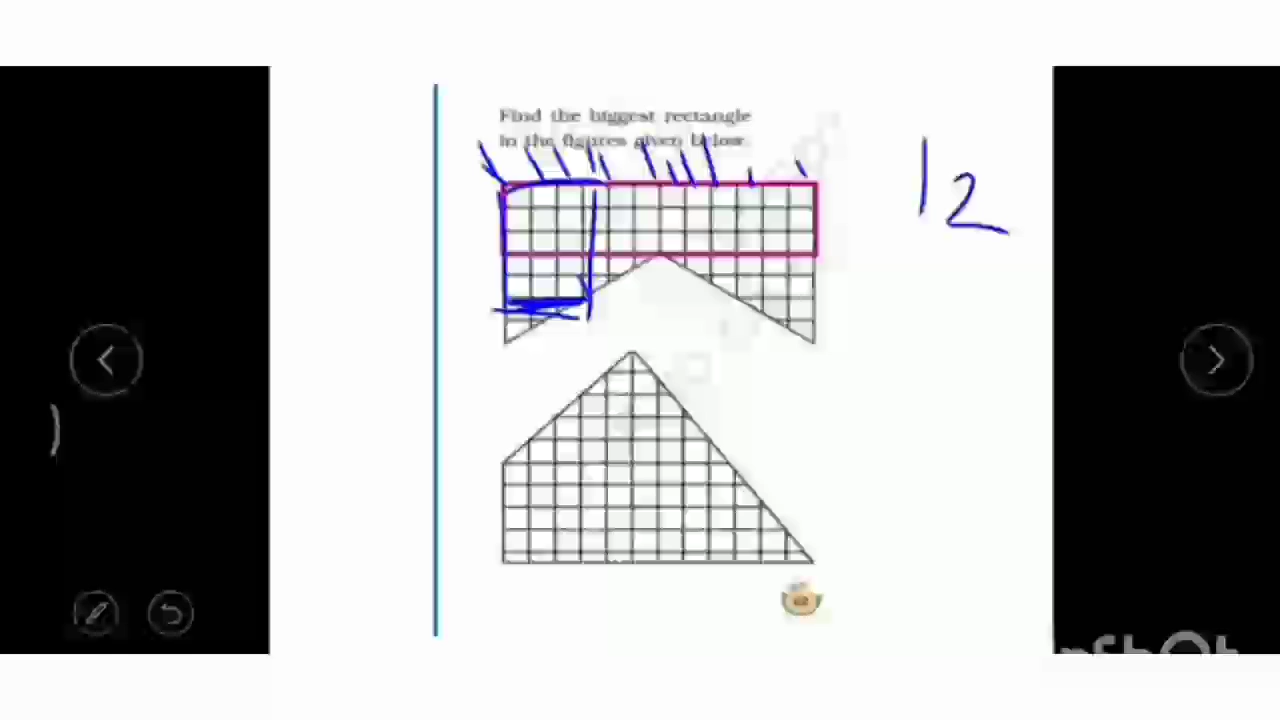 Find the biggest rectangle
in the figures given below.
12